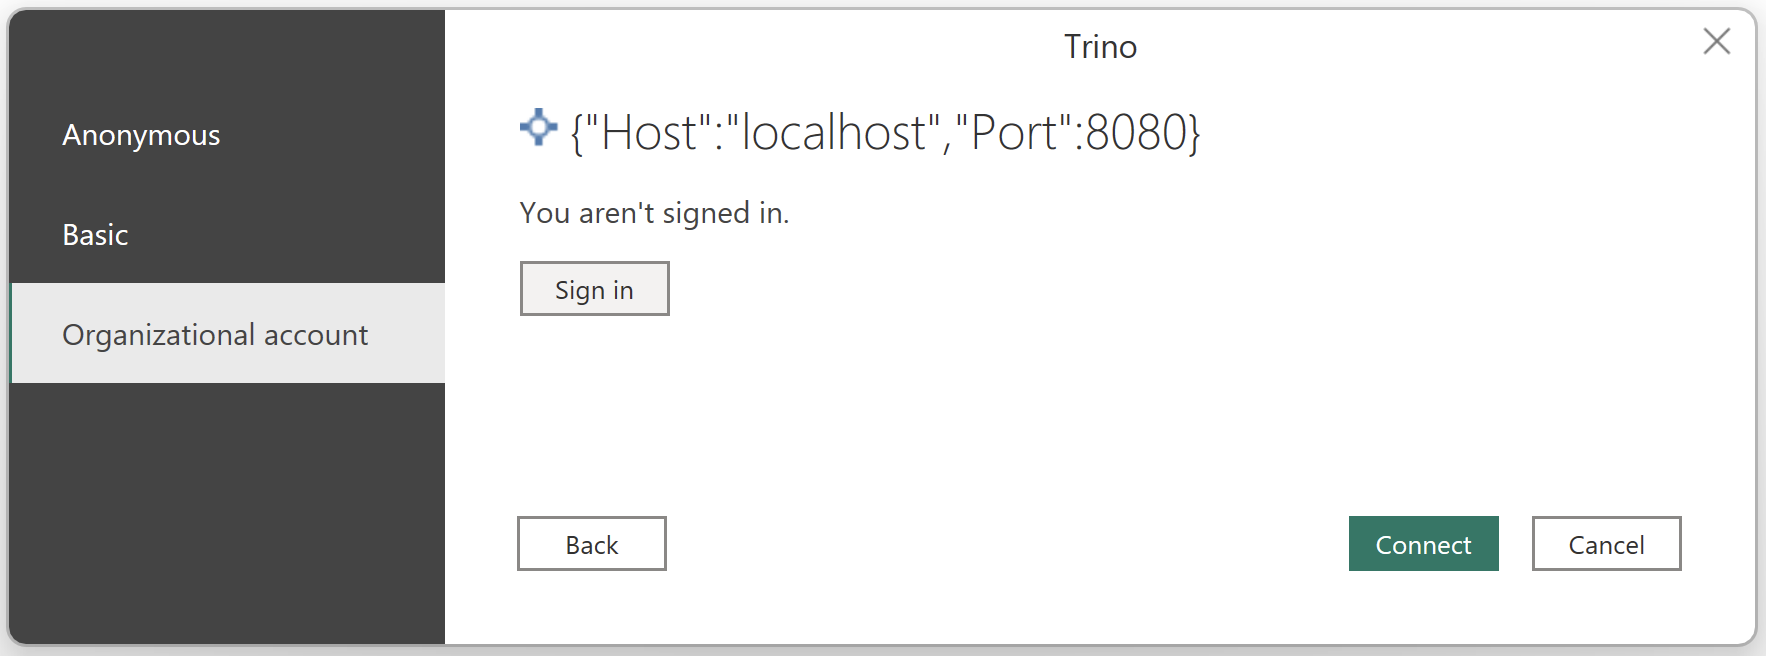 Trino
Anonymous
Basic
Organizational account
{"Host":"localhost","Port":8080}
You aren't signed in.
Sign in
Back
Connect
Cancel